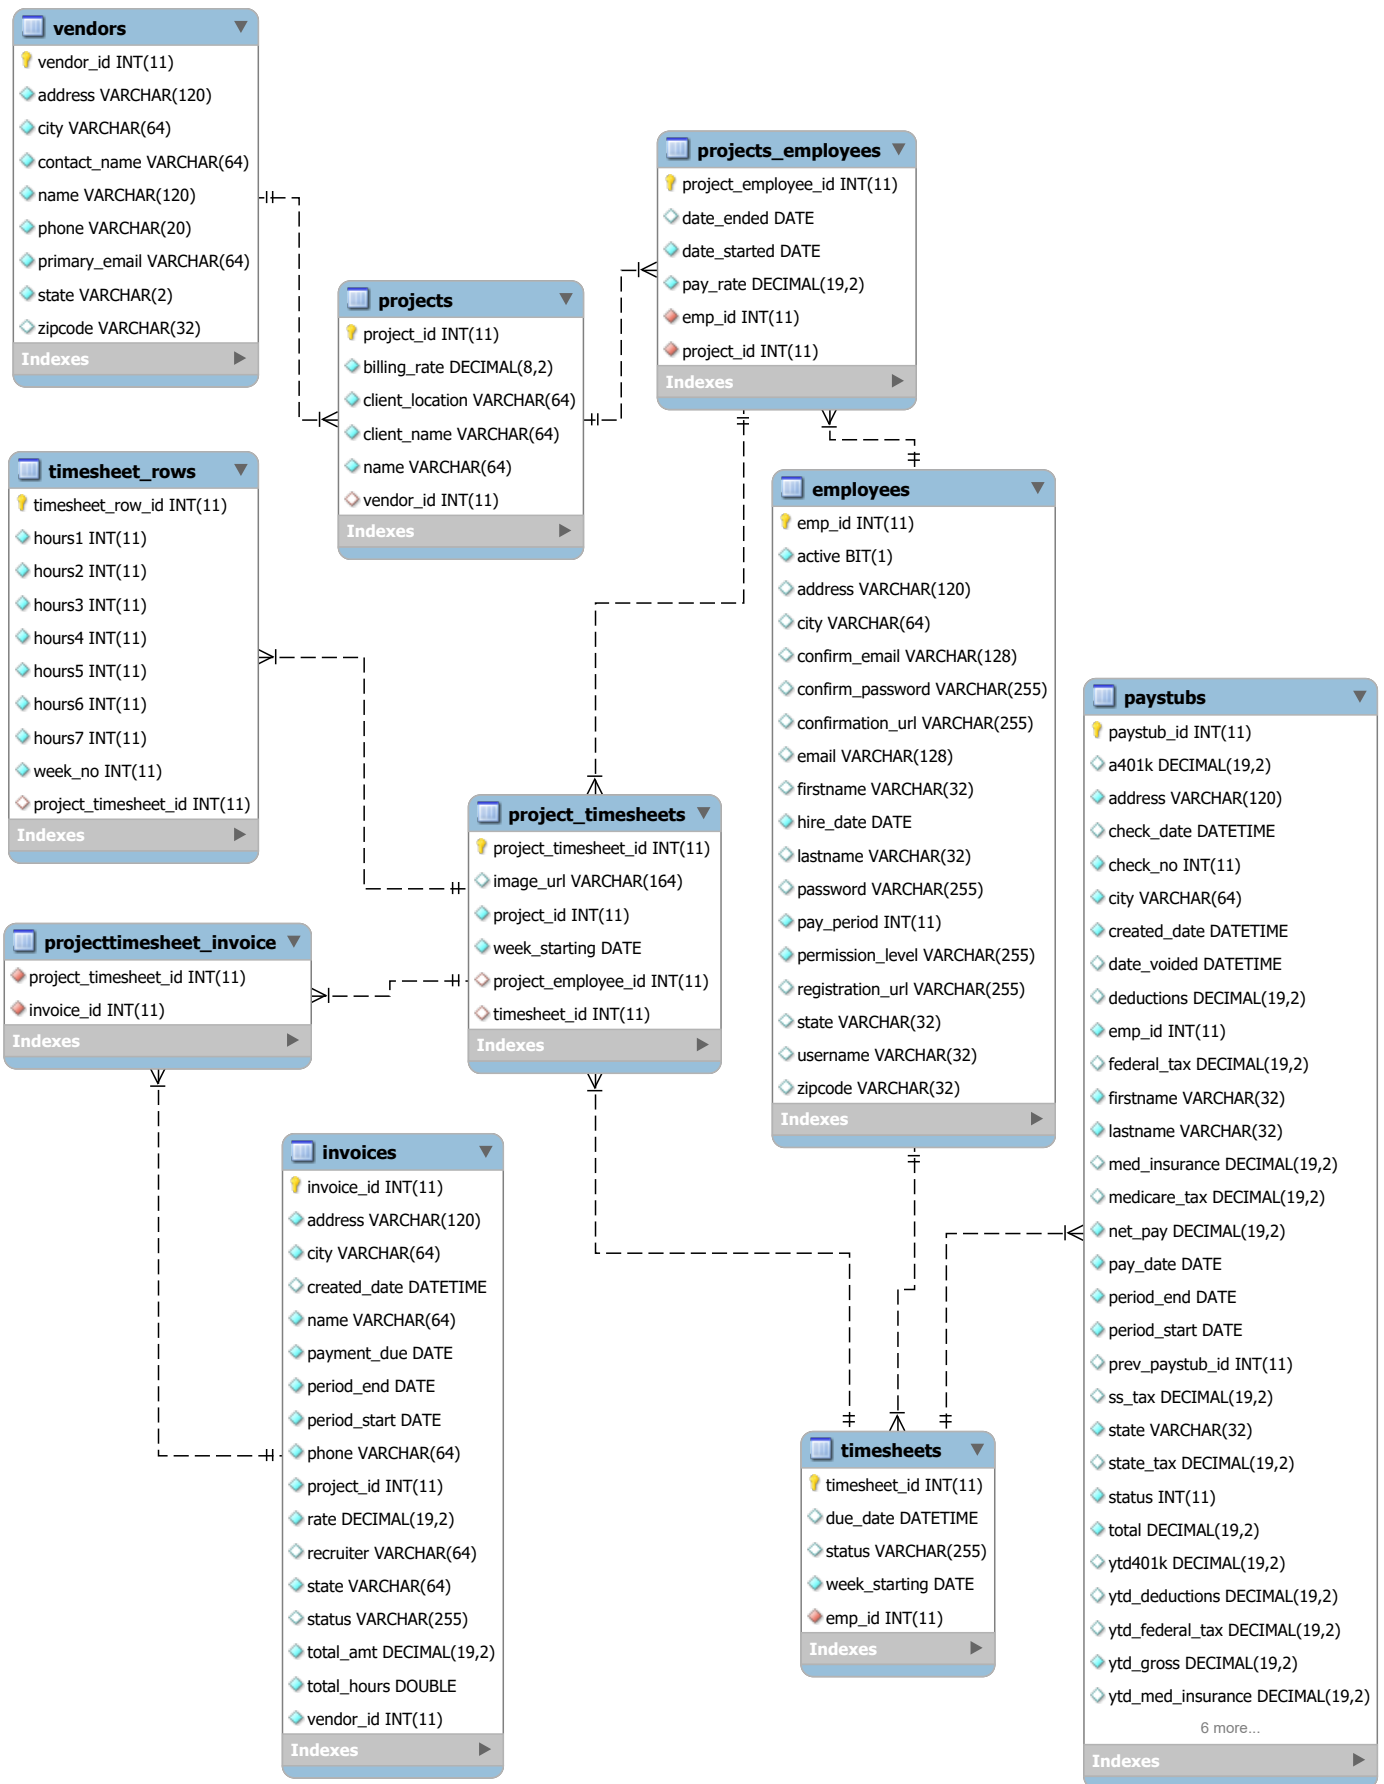 vendors
vendor_id INT(11)
address VARCHAR(120)
city VARCHAR(64)
contact_name VARCHAR(64)
name VARCHAR(120)
phone VARCHAR(20)
primary_email VARCHAR(64)
state VARCHAR(2)
zipcode VARCHAR(32)
Indexes
projects_employees
project_employee_id INT(11)
date_ended DATE
date_started DATE
pay_rate DECIMAL(19,2)
emp_id INT(11)
project_id INT(11)
Indexes
projects
project_id INT(11)
billing_rate DECIMAL(8,2)
client_location VARCHAR(64)
client_name VARCHAR(64)
name VARCHAR(64)
vendor_id INT(11)
Indexes
timesheet_rows
timesheet_row_id INT(11)
hours1 INT(11)
hours2 INT(11)
hours3 INT(11)
hours4 INT(11)
hours5 INT(11)
hours6 INT(11)
hours7 INT(11)
week_no INT(11)
project_timesheet_id INT(11)
Indexes
employees
emp_id INT(11)
active BIT(1)
address VARCHAR(120)
city VARCHAR(64)
confirm_email VARCHAR(128)
confirm_password VARCHAR(255)
confirmation_url VARCHAR(255)
email VARCHAR(128)
firstname VARCHAR(32)
hire_date DATE
lastname VARCHAR(32)
password VARCHAR(255)
pay_period INT(11)
permission_level VARCHAR(255)
registration_url VARCHAR(255)
state VARCHAR(32)
username VARCHAR(32)
zipcode VARCHAR(32)
Indexes
paystubs
paystub_id INT(11)
a401k DECIMAL(19,2)
address VARCHAR(120)
check_date DATETIME
check_no INT(11)
city VARCHAR(64)
created_date DATETIME
date_voided DATETIME
deductions DECIMAL(19,2)
emp_id INT(11)
federal_tax DECIMAL(19,2)
firstname VARCHAR(32)
lastname VARCHAR(32)
med_insurance DECIMAL(19,2)
medicare_tax DECIMAL(19,2)
net_pay DECIMAL(19,2)
pay_date DATE
period_end DATE
period_start DATE
prev_paystub_id INT(11)
ss_tax DECIMAL(19,2)
state VARCHAR(32)
state_tax DECIMAL(19,2)
status INT(11)
total DECIMAL(19,2)
ytd401k DECIMAL(19,2)
ytd_deductions DECIMAL(19,2)
ytd_federal_tax DECIMAL(19,2)
ytd_gross DECIMAL(19,2)
ytd_med_insurance DECIMAL(19,2)
6 more...
Indexes
project_timesheets
project_timesheet_id INT(11)
image_url VARCHAR(164)
project_id INT(11)
week_starting DATE
project_employee_id INT(11)
timesheet_id INT(11)
Indexes
projecttimesheet_invoice
project_timesheet_id INT(11)
invoice_id INT(11)
Indexes
invoices
invoice_id INT(11)
address VARCHAR(120)
city VARCHAR(64)
created_date DATETIME
name VARCHAR(64)
payment_due DATE
period_end DATE
period_start DATE
phone VARCHAR(64)
project_id INT(11)
rate DECIMAL(19,2)
recruiter VARCHAR(64)
state VARCHAR(64)
status VARCHAR(255)
total_amt DECIMAL(19,2)
total_hours DOUBLE
vendor_id INT(11)
Indexes
timesheets
timesheet_id INT(11)
due_date DATETIME
status VARCHAR(255)
week_starting DATE
emp_id INT(11)
Indexes